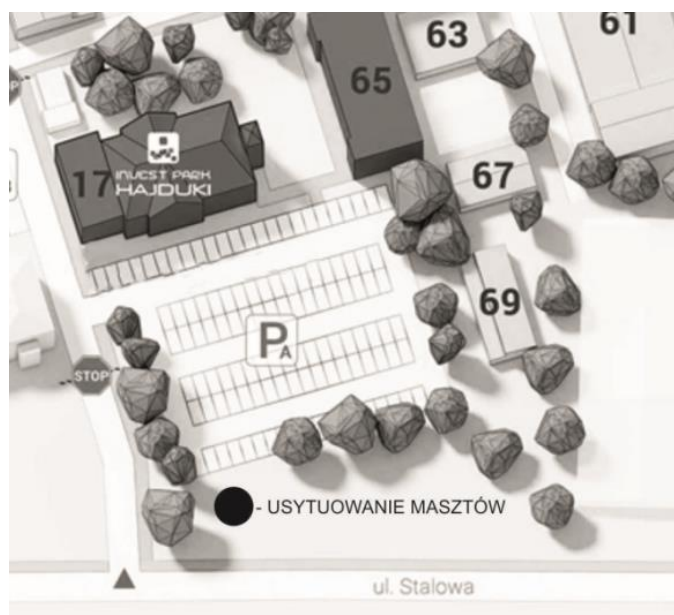 63
61
65
17
INVEST PARK
HAJDUKI
67
69
P
A
STOP
- USYTUOWANIE MASZTÓW
ul. Stalowa